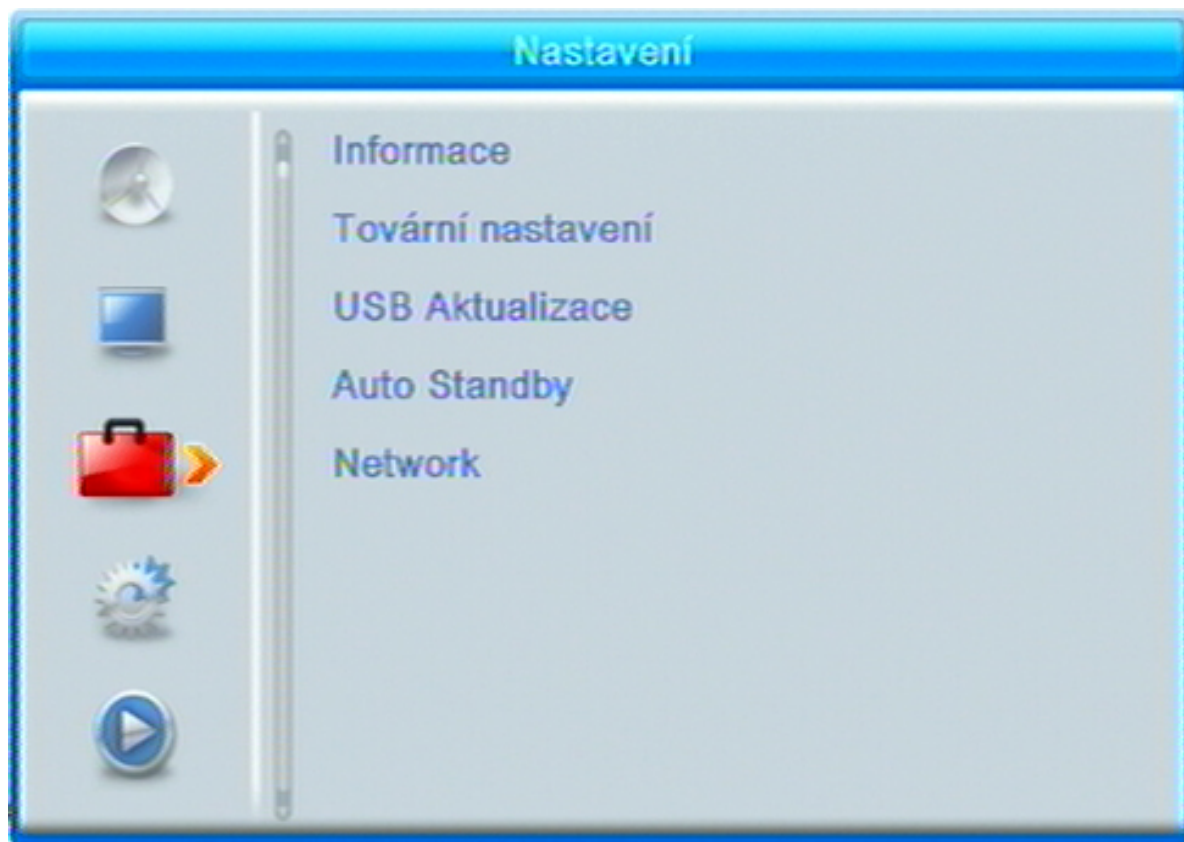 Nastavení
Informace
Tovární nastavení
USB Aktualizace
Auto Standby
Network